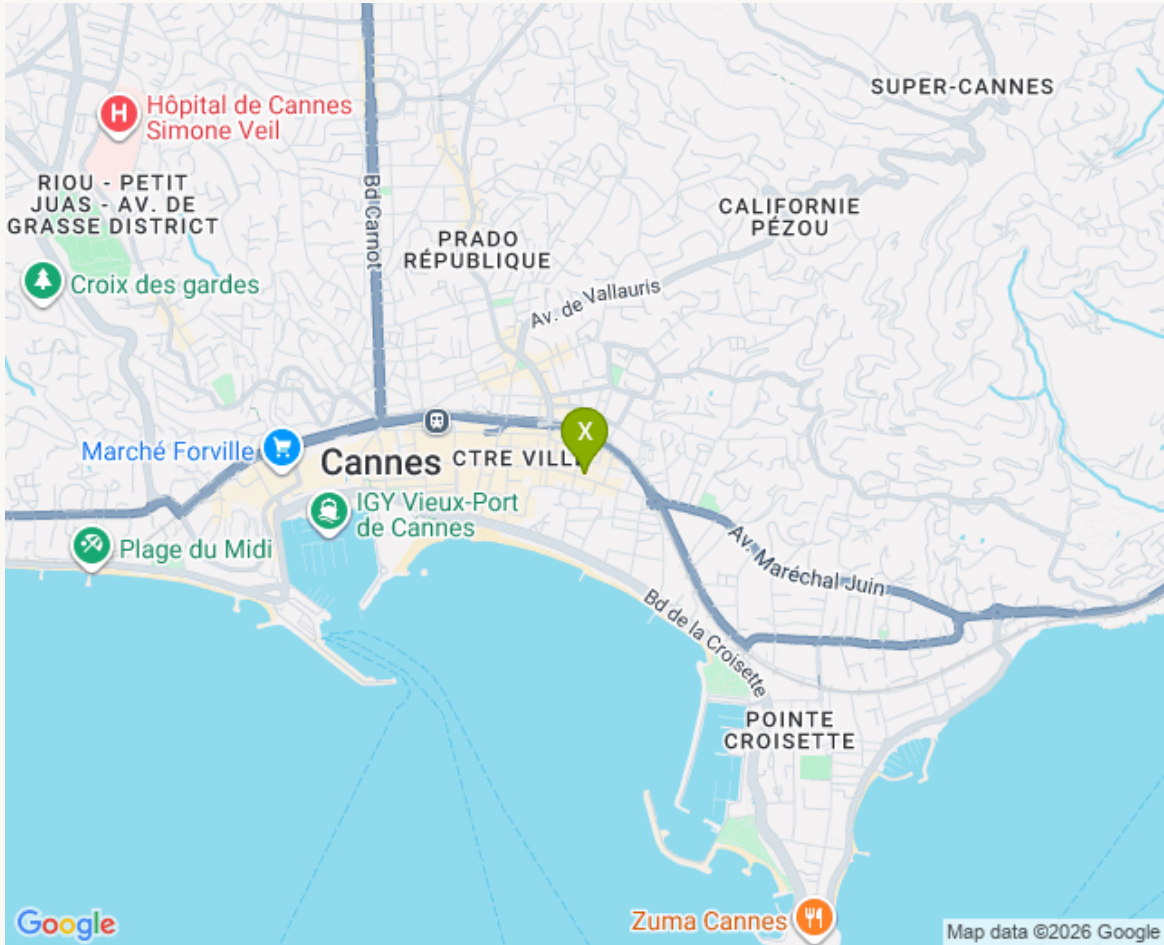 SUPER-CANNES
Hôpital de Cannes
Simone Veil
H
RIOU - PETIT
JUAS - AV. DE
GRASSE DISTRICT
Bd Carnot
CALIFORNIE
PÉZOU
PRADO
RÉPUBLIQUE
Croix des gardes
Av. de Vallauris
X
Marché Forville
Cannes
CTRE VILL
IGY Vieux-Port
de Cannes
Plage du Midi
Av. Maréchal Juin
Bd de la Croisette
POINTE
CROISETTE
Zuma Cannes
Google
Map data ©2026 Google